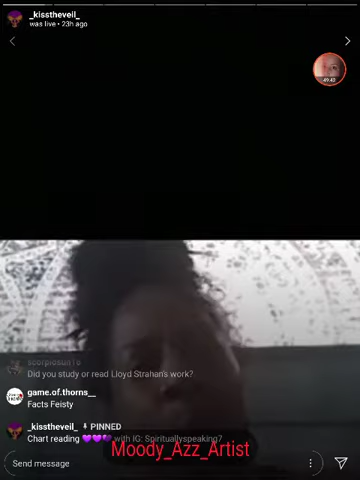 _kisstheveil_
was live • 23h ago
49:43
scorpiosun18
Did you study or read Lloyd Strahan's work?
game.of.thorns__
Facts Feisty
_kisstheveil_ PINNED
Chart reading 💜💜💜 with IG: Spirituallyspeaking7
Moody_Azz_Artist
Send message